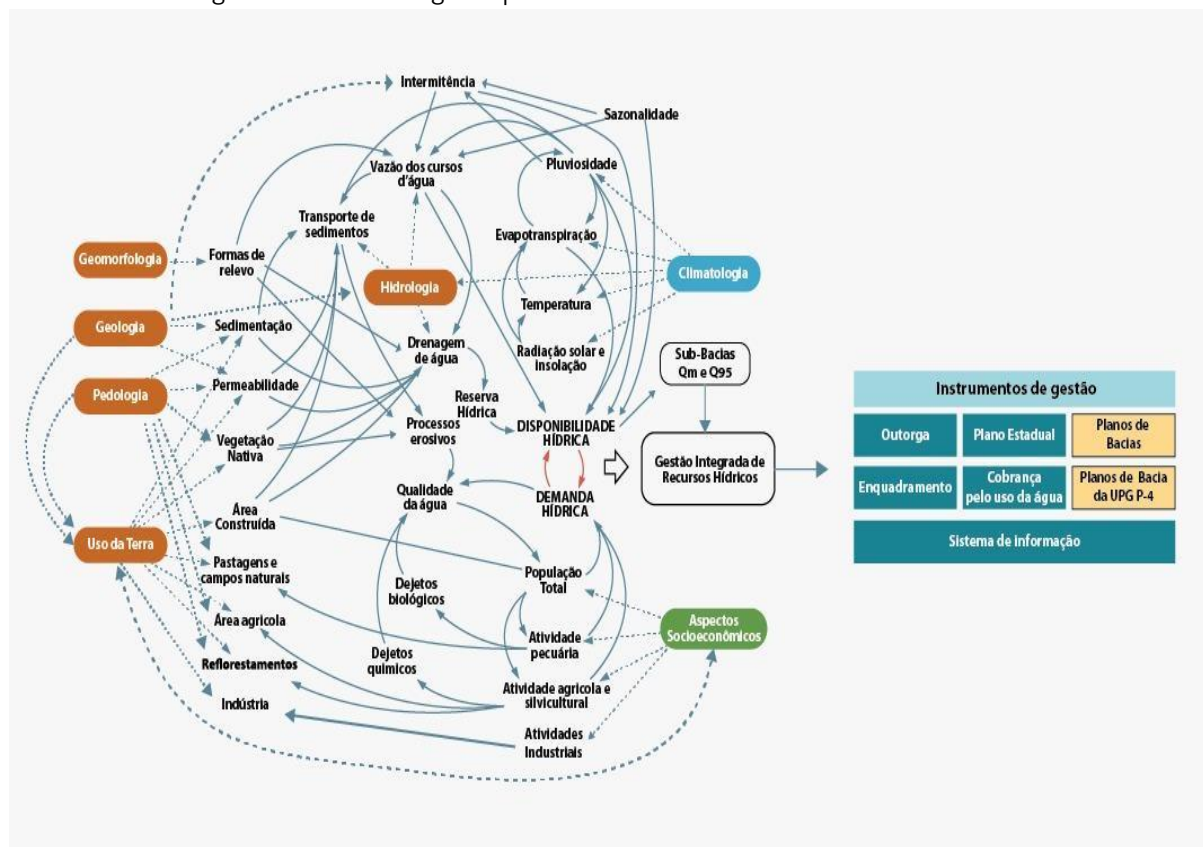 Intermitência
Sazonalidade
Vazão dos cursos
d'água
Pluviosidade
Transporte de
sedimentos
Evapotranspiração
Geomorfologia
Formas de
relevo
Hidrologia
Climatologia
Temperatura
Geologia
Sedimentação
Drenagem
de água
Radiação solar e
insolação
Sub-Bacias
Qm e Q95
Pedologia
Permeabilidade
Reserva
Hídrica
Processos
erosivos
DISPONIBILIDADE
HÍDRICA
Vegetação
Nativa
Gestão Integrada de
Recursos Hídricos
Instrumentos de gestão
Outorga
Plano Estadual
Planos de
Bacias
Enquadramento
Cobrança
pelo uso da água
Planos de Bacia
da UPG P-4
Sistema de informação
Qualidade
da água
DEMANDA
HÍDRICA
Área
Construída
Uso da Terra
Pastagens e
campos naturais
População
Total
Dejetos
biológicos
Área agrícola
Aspectos
Socioeconômicos
Atividade
pecuária
Dejetos
químicos
Reflorestamentos
Atividade agrícola e
silvicultural
Indústria
Atividades
Industriais